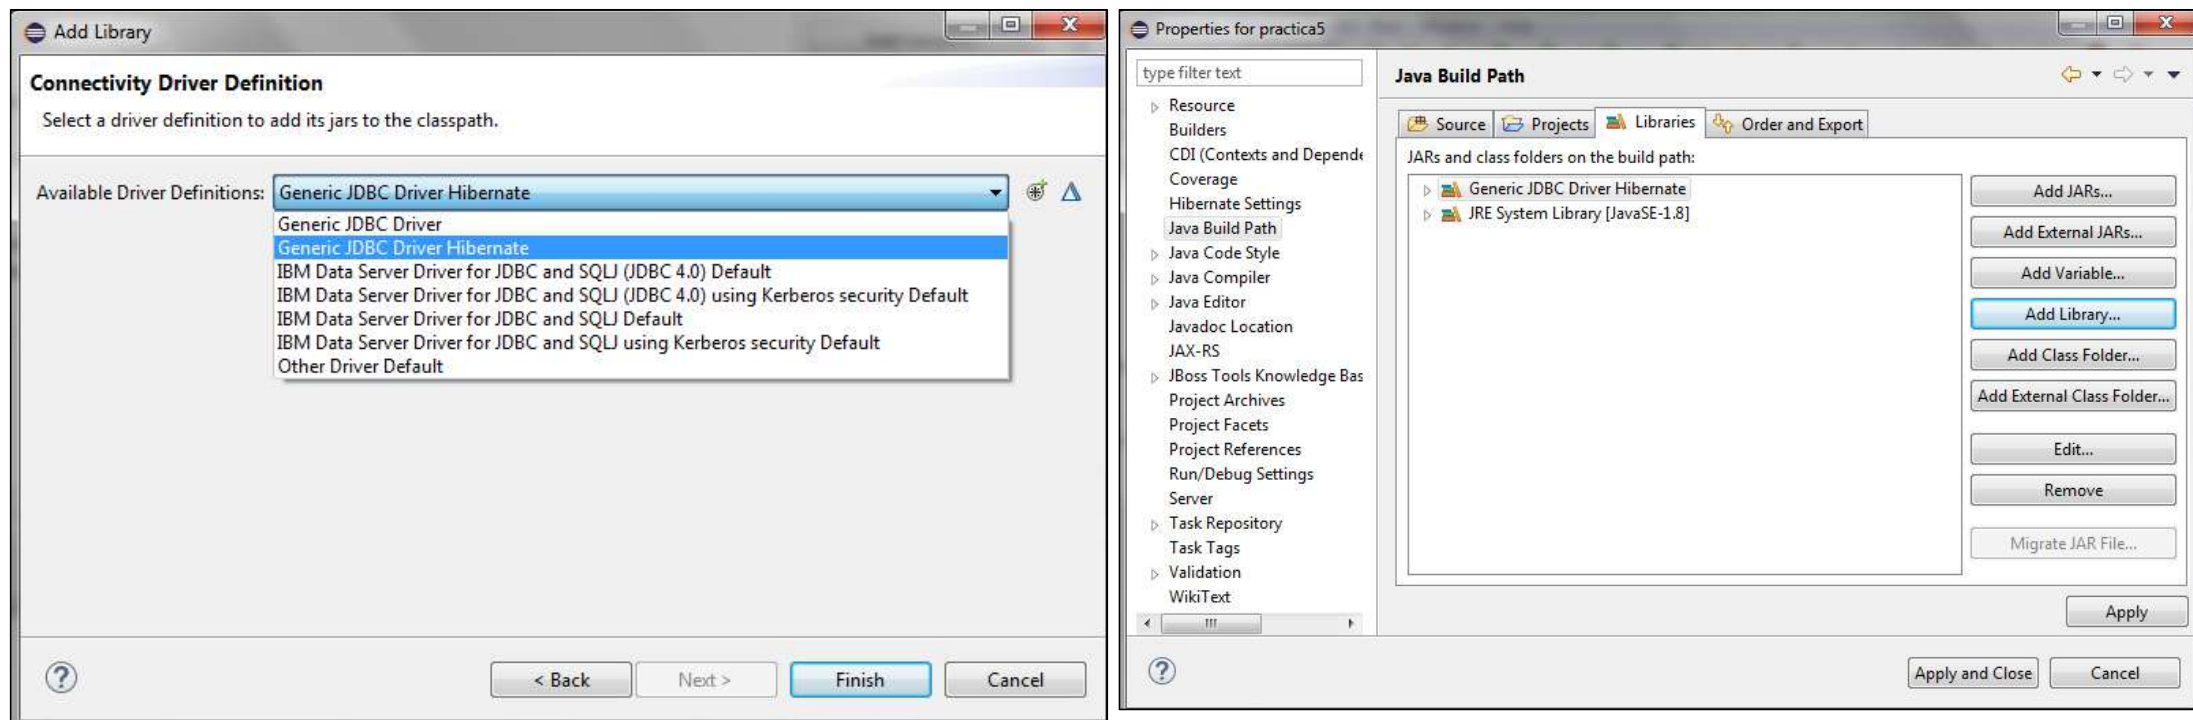 Add Library
Connectivity Driver Definition
Select a driver definition to add its jars to the classpath.
Available Driver Definitions: Generic JDBC Driver Hibernate
Generic JDBC Driver
Generic JDBC Driver Hibernate
IBM Data Server Driver for JDBC and SQLJ (JDBC 4.0) Default
IBM Data Server Driver for JDBC and SQLJ (JDBC 4.0) using Kerberos security Default
IBM Data Server Driver for JDBC and SQLJ Default
IBM Data Server Driver for JDBC and SQLJ using Kerberos security Default
Other Driver Default
< Back Next > Finish Cancel
Properties for practica5
type filter text
Resource
Builders
CDI (Contexts and Depende
Coverage
Hibernate Settings
Java Build Path
Java Code Style
Java Compiler
Java Editor
Javadoc Location
JAX-RS
JBoss Tools Knowledge Bas
Project Archives
Project Facets
Project References
Run/Debug Settings
Server
Task Repository
Task Tags
Validation
WikiText
Java Build Path
Source Projects Libraries Order and Export
JARs and class folders on the build path:
Generic JDBC Driver Hibernate
JRE System Library [JavaSE-1.8]
Add JARs...
Add External JARs...
Add Variable...
Add Library...
Add Class Folder...
Add External Class Folder...
Edit...
Remove
Migrate JAR File...
Apply
Apply and Close Cancel